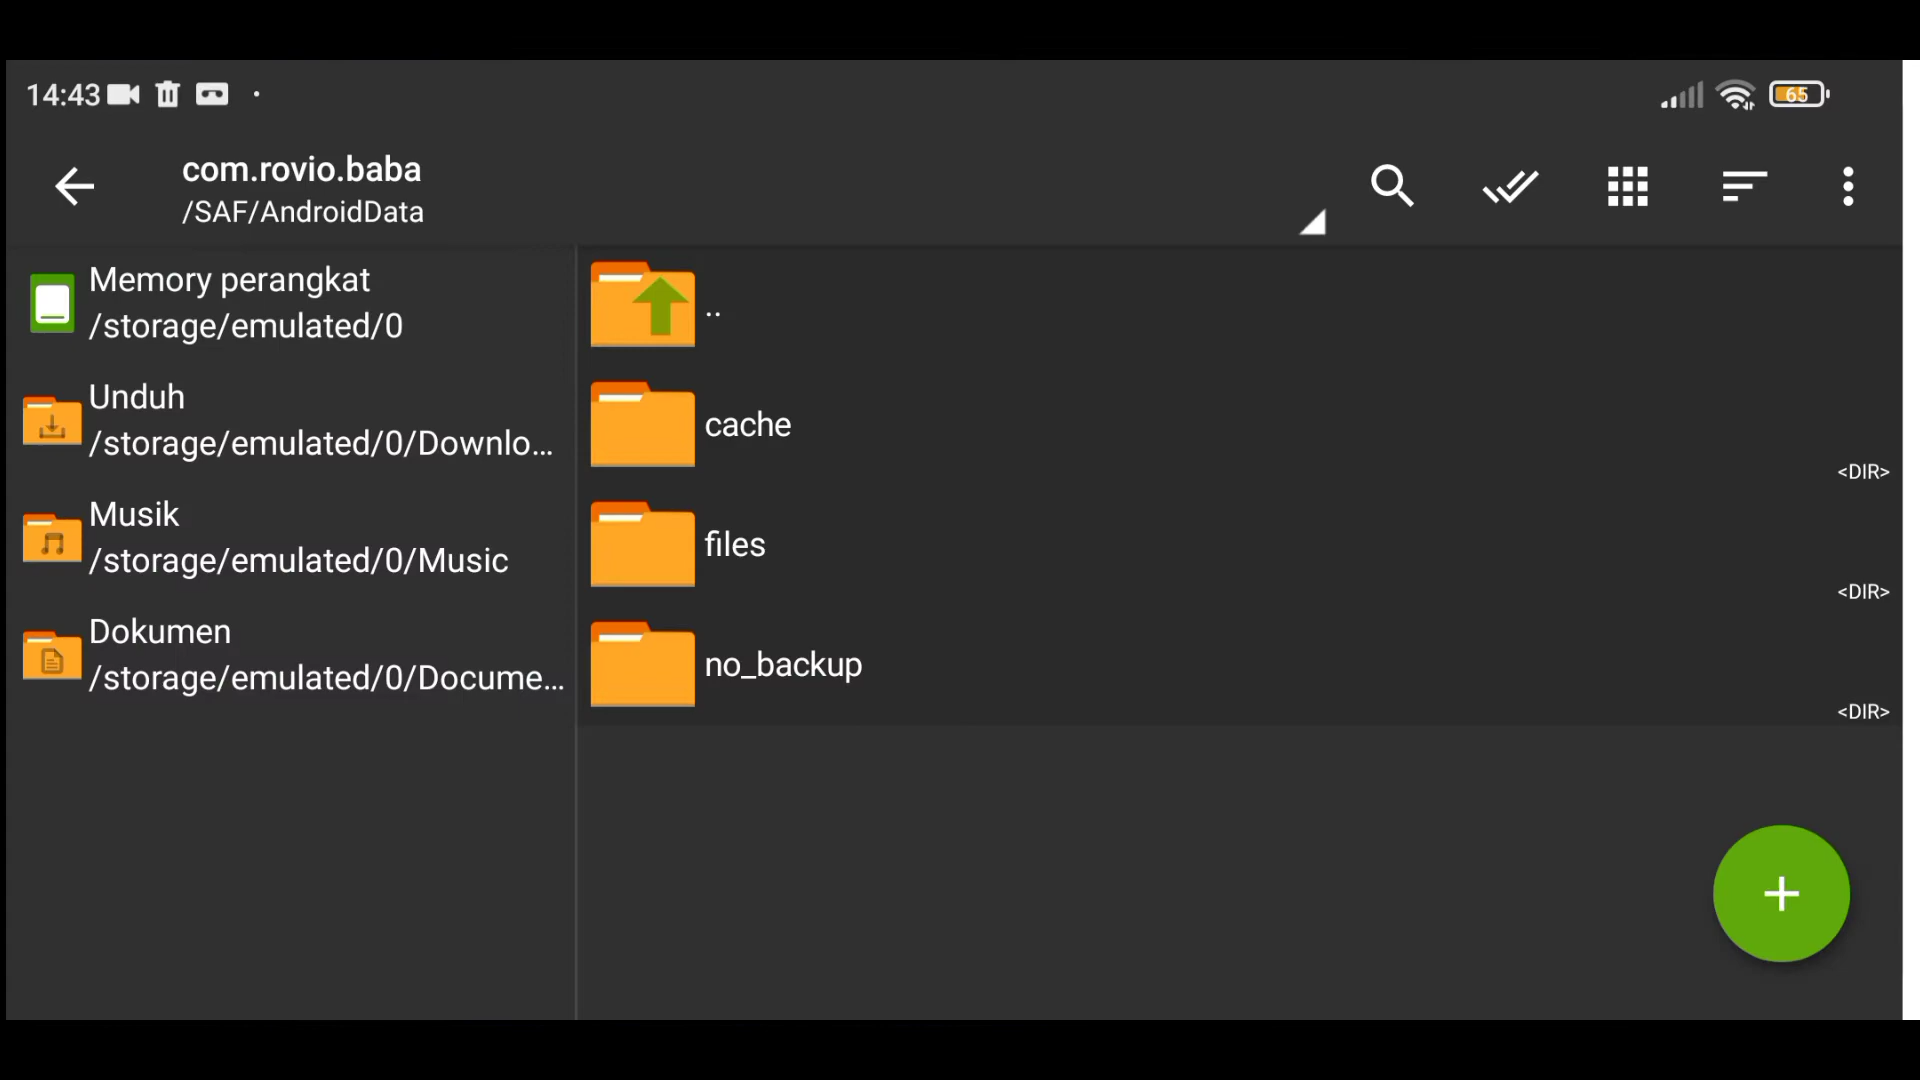 14:43
65
com.rovio.baba
/SAF/AndroidData
Memory perangkat
/storage/emulated/0
Unduh
/storage/emulated/0/Downlo...
Musik
/storage/emulated/0/Music
Dokumen
/storage/emulated/0/Docume...
..
cache
<DIR>
files
<DIR>
no_backup
<DIR>